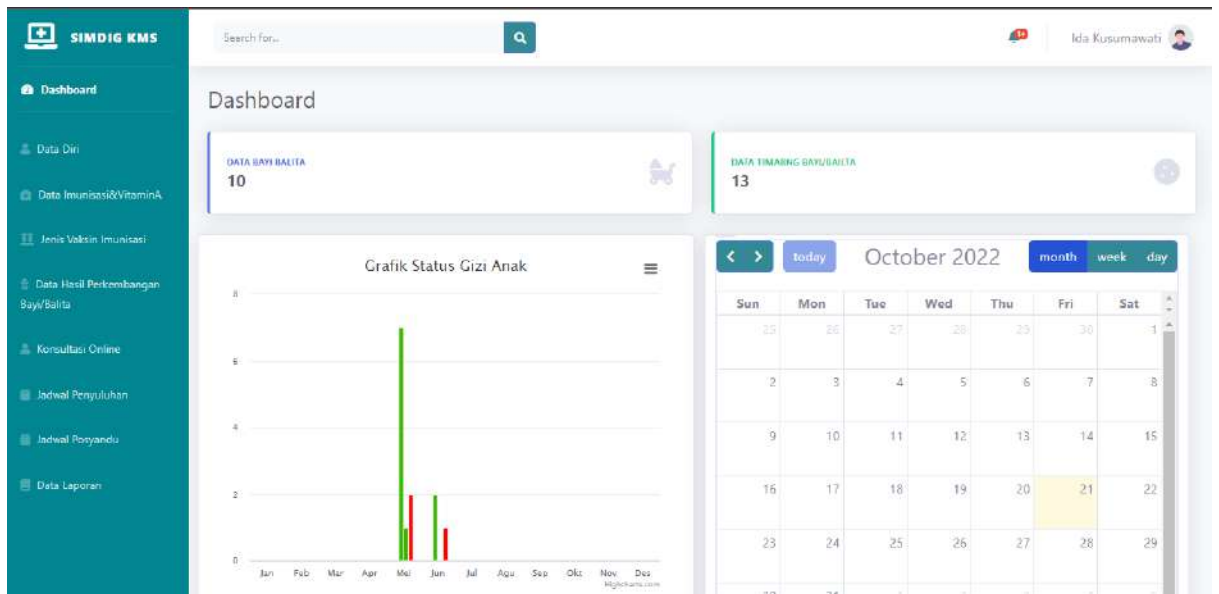 SIMDIG KMS
Search for...
Ida Kusumawati
Dashboard
Data Diri
Data Imunisasi&VitaminA
Jenis Vaksin Imunisasi
Data Hasil Perkembangan
Bayi/Balita
Konsultasi Online
Jadwal Penyuluhan
Jadwal Posyandu
Data Laporan
Dashboard
DATA BAYI BALITA
10
13
Grafik Status Gizi Anak
8
6
4
2
0
Jan Feb Mar Apr Mei Jun Jul Agu Sep Okt Nov Des
Highcharts.com
today October 2022 month week day
Sun Mon Tue Wed Thu Fri Sat
25 26 27 28 29 30 1
2 3 4 5 6 7 8
9 10 11 12 13 14 15
16 17 18 19 20 21 22
23 24 25 26 27 28 29